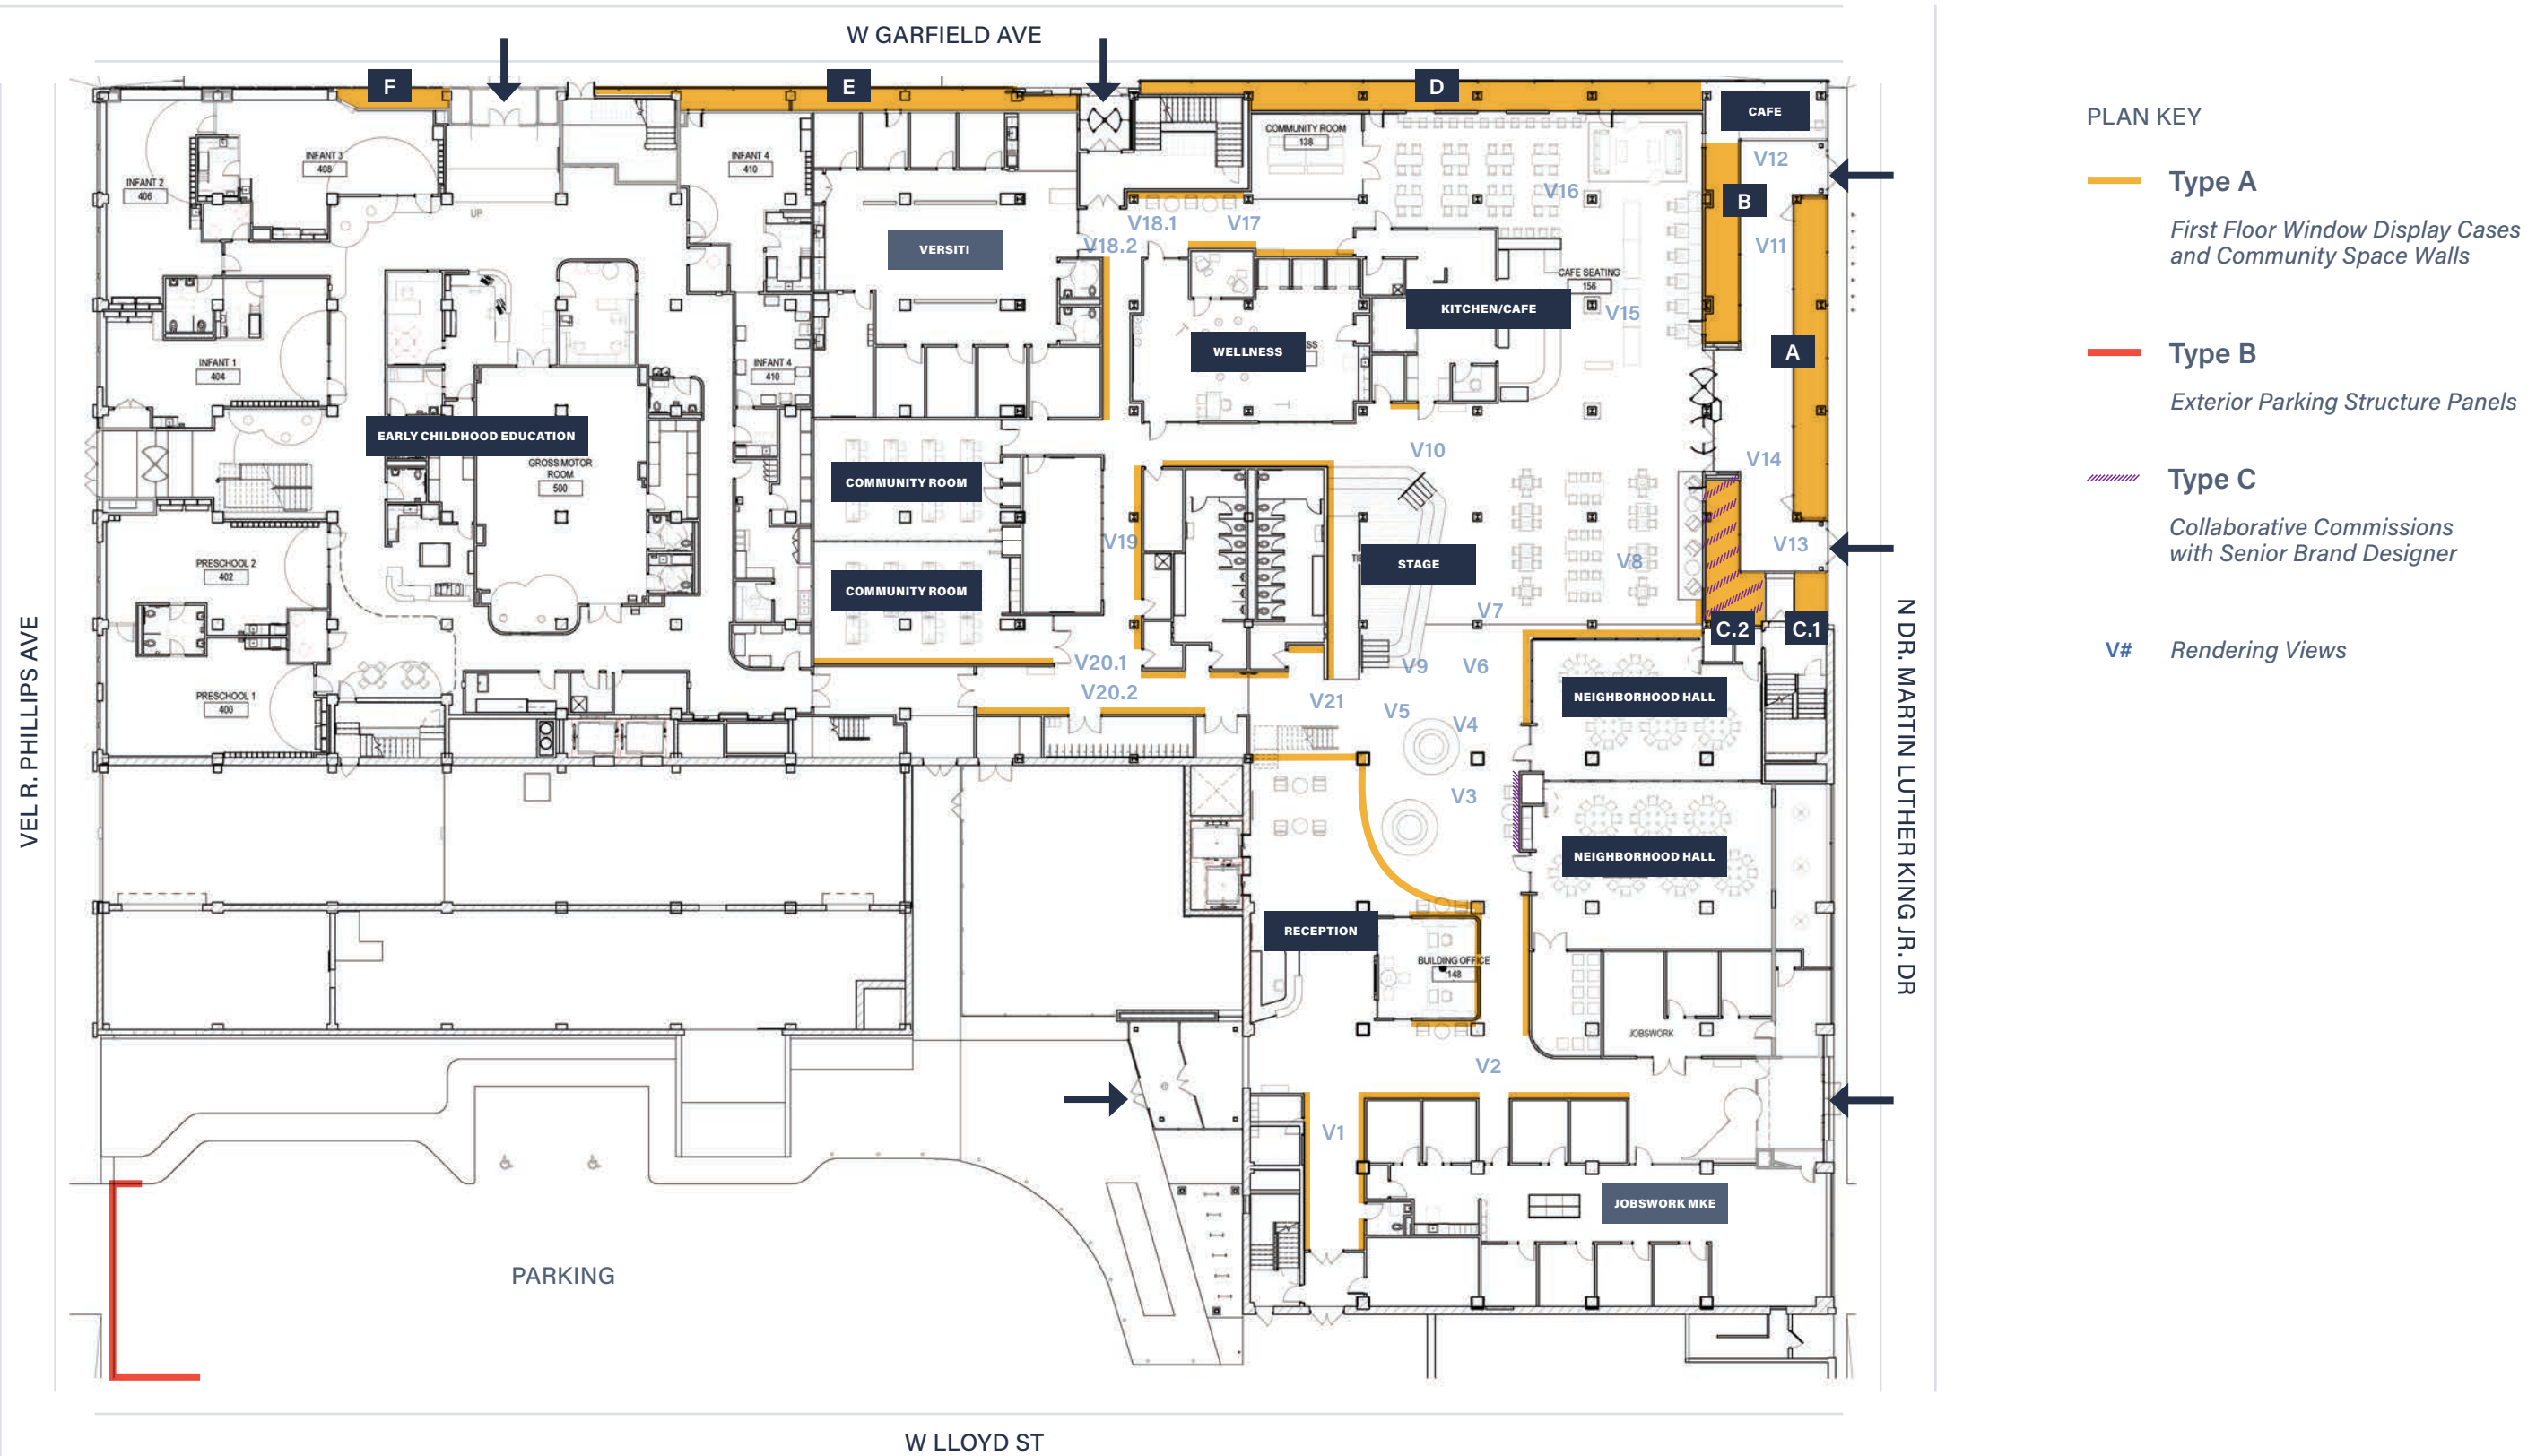 W GARFIELD AVE
F
E
D
CAFE
COMMUNITY ROOM
138
INFANT 3
408
INFANT 4
410
INFANT 2
406
UP
V12
V16
B
V18.1
V17
V18.2
V11
VERSITI
CAFE SEATING
156
KITCHEN/CAFE
V15
WELLNESS
SS
A
INFANT 1
404
INFANT 4
410
EARLY CHILDHOOD EDUCATION
GROSS MOTOR
ROOM
500
V10
V14
COMMUNITY ROOM
V19
V13
STAGE
V8
PRESCHOOL 2
402
COMMUNITY ROOM
V7
C.2
C.1
V20.1
V9
V6
V20.2
NEIGHBORHOOD HALL
PRESCHOOL 1
400
V21
V5
V4
V3
NEIGHBORHOOD HALL
RECEPTION
BUILDING OFFICE
148
JOBSWORK
V2
V1
JOBSWORK MKE
PARKING
VEL R. PHILLIPS AVE
N DR. MARTIN LUTHER KING JR. DR
W LLOYD ST
PLAN KEY
Type A
First Floor Window Display Cases
and Community Space Walls
Type B
Exterior Parking Structure Panels
Type C
Collaborative Commissions
with Senior Brand Designer
V# Rendering Views